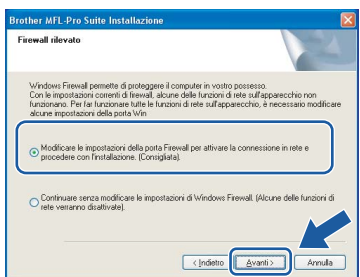 Brother MFL-Pro Suite Installazione
Firewall rilevato
Windows Firewall permette di proteggere il computer in vostro possesso.
Con le impostazioni correnti di firewall, alcune delle funzioni di rete sull'apparecchio non
funzionano. Per far funzionare tutte le funzioni di rete sull'apparecchio, è necessario modificare
alcune impostazioni della porta Win
Modificare le impostazioni della porta Firewall per attivare la connessione in rete e
procedere con l'installazione. (Consigliata).
Continuare senza modificare le impostazioni di Windows Firewall. (Alcune delle funzioni di
rete verranno disattivate).
< Indietro Avanti > Annulla